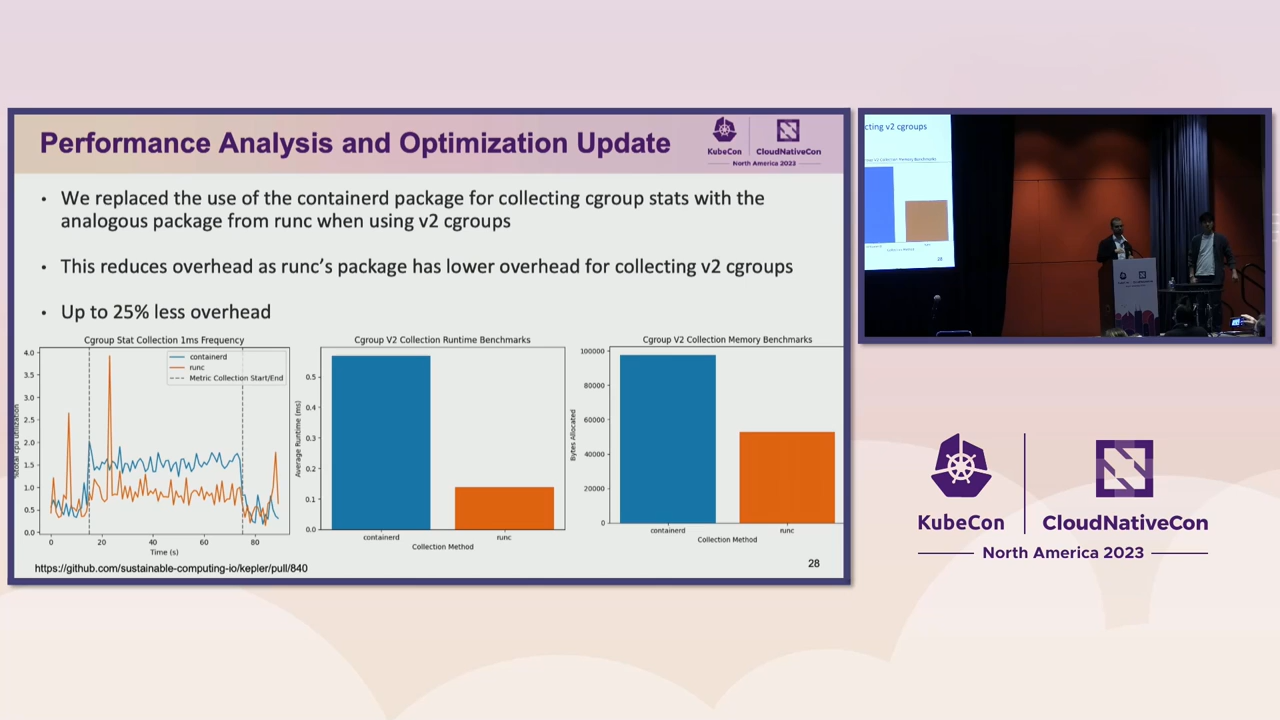 Performance Analysis and Optimization Update
KubeCon
CloudNativeCon
North America 2023
• We replaced the use of the containerd package for collecting cgroup stats with the
analogous package from runc when using v2 cgroups
• This reduces overhead as runc's package has lower overhead for collecting v2 cgroups
• Up to 25% less overhead
Cgroup Stat Collection 1ms Frequency
containerd
runc
Metric Collection Start/End
4.0
3.5
3.0
2.5
2.0
1.5
1.0
0.5
0.0
0
20
40
60
80
Time (s)
Cgroup V2 Collection Runtime Benchmarks
Average Runtime (ms)
0.5
0.4
0.3
0.2
0.1
0.0
containerd
runc
Collection Method
Cgroup V2 Collection Memory Benchmarks
Bytes Allocated
100000
80000
60000
40000
20000
0
containerd
runc
Collection Method
https://github.com/sustainable-computing-io/kepler/pull/840
28
cting v2 cgroups
28
KubeCon
CloudNativeCon
North America 2023